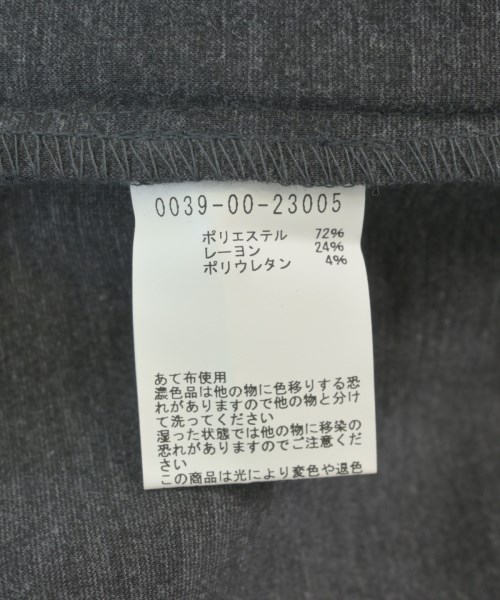 0039-00-23005
ポリエステル 72%
レーヨン 24%
ポリウレタン 4%
あて布使用
濃色品は他の物に色移りする恐
れがありますので他の物と分け
て洗ってください
湿った状態では他の物に移染の
恐れがありますのでご注意くだ
さい
この商品は光により変色や退色